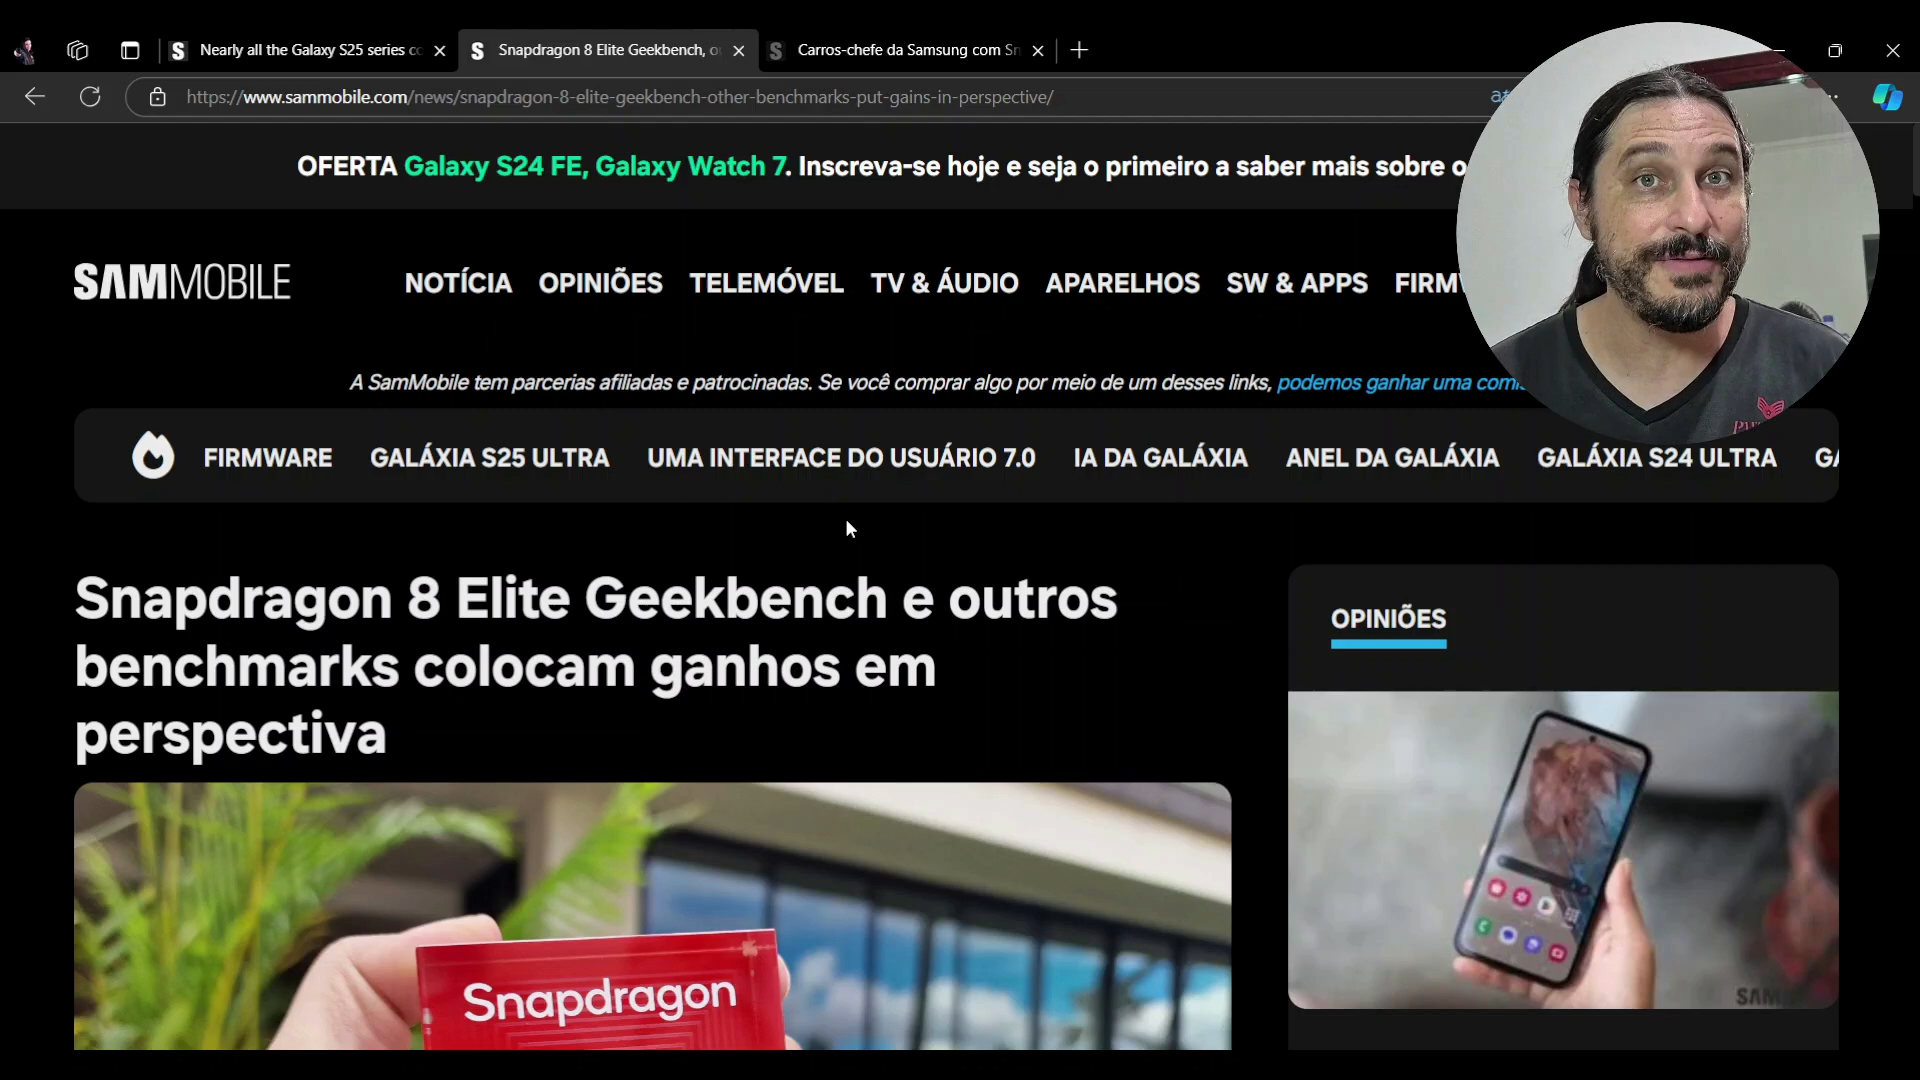 Nearly all the Galaxy S25 series cc
Snapdragon 8 Elite Geekbench, o
Carros-chefe da Samsung com Sn
https://www.sammobile.com/news/snapdragon-8-elite-geekbench-other-benchmarks-put-gains-in-perspective/
OFERTA Galaxy S24 FE, Galaxy Watch 7. Inscreva-se hoje e seja o primeiro a saber mais sobre o
SAMMOBILE
NOTÍCIA OPINIÕES TELEMÓVEL TV & ÁUDIO APARELHOS SW & APPS FIRM
A SamMobile tem parcerias afiliadas e patrocinadas. Se você comprar algo por meio de um desses links, podemos ganhar uma comis
FIRMWARE GALÁXIA S25 ULTRA UMA INTERFACE DO USUÁRIO 7.0 IA DA GALÁXIA ANEL DA GALÁXIA GALÁXIA S24 ULTRA GA
Snapdragon 8 Elite Geekbench e outros
benchmarks colocam ganhos em
perspectiva
OPINIÕES
Snapdragon
SAM